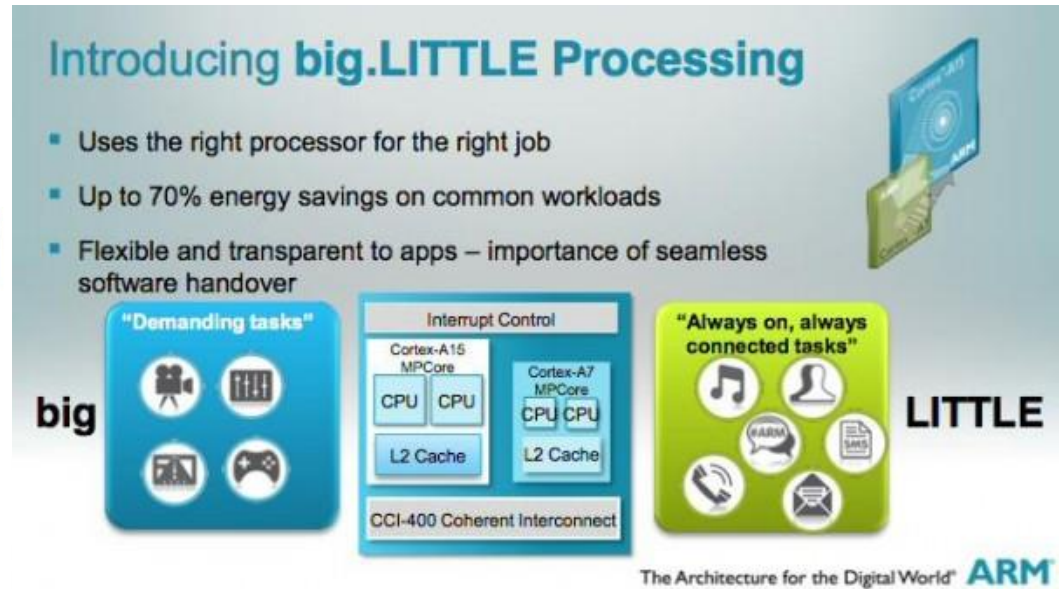 Introducing big.LITTLE Processing
Cortex™-A15
ARM
Uses the right processor for the right job
Up to 70% energy savings on common workloads
Flexible and transparent to apps – importance of seamless
software handover
"Demanding tasks"
big
Interrupt Control
Cortex-A15
MPCore
CPU CPU
L2 Cache
Cortex-A7
MPCore
CPU CPU
L2 Cache
CCI-400 Coherent Interconnect
"Always on, always
connected tasks"
#ARM
SMS
LITTLE
The Architecture for the Digital World® ARM